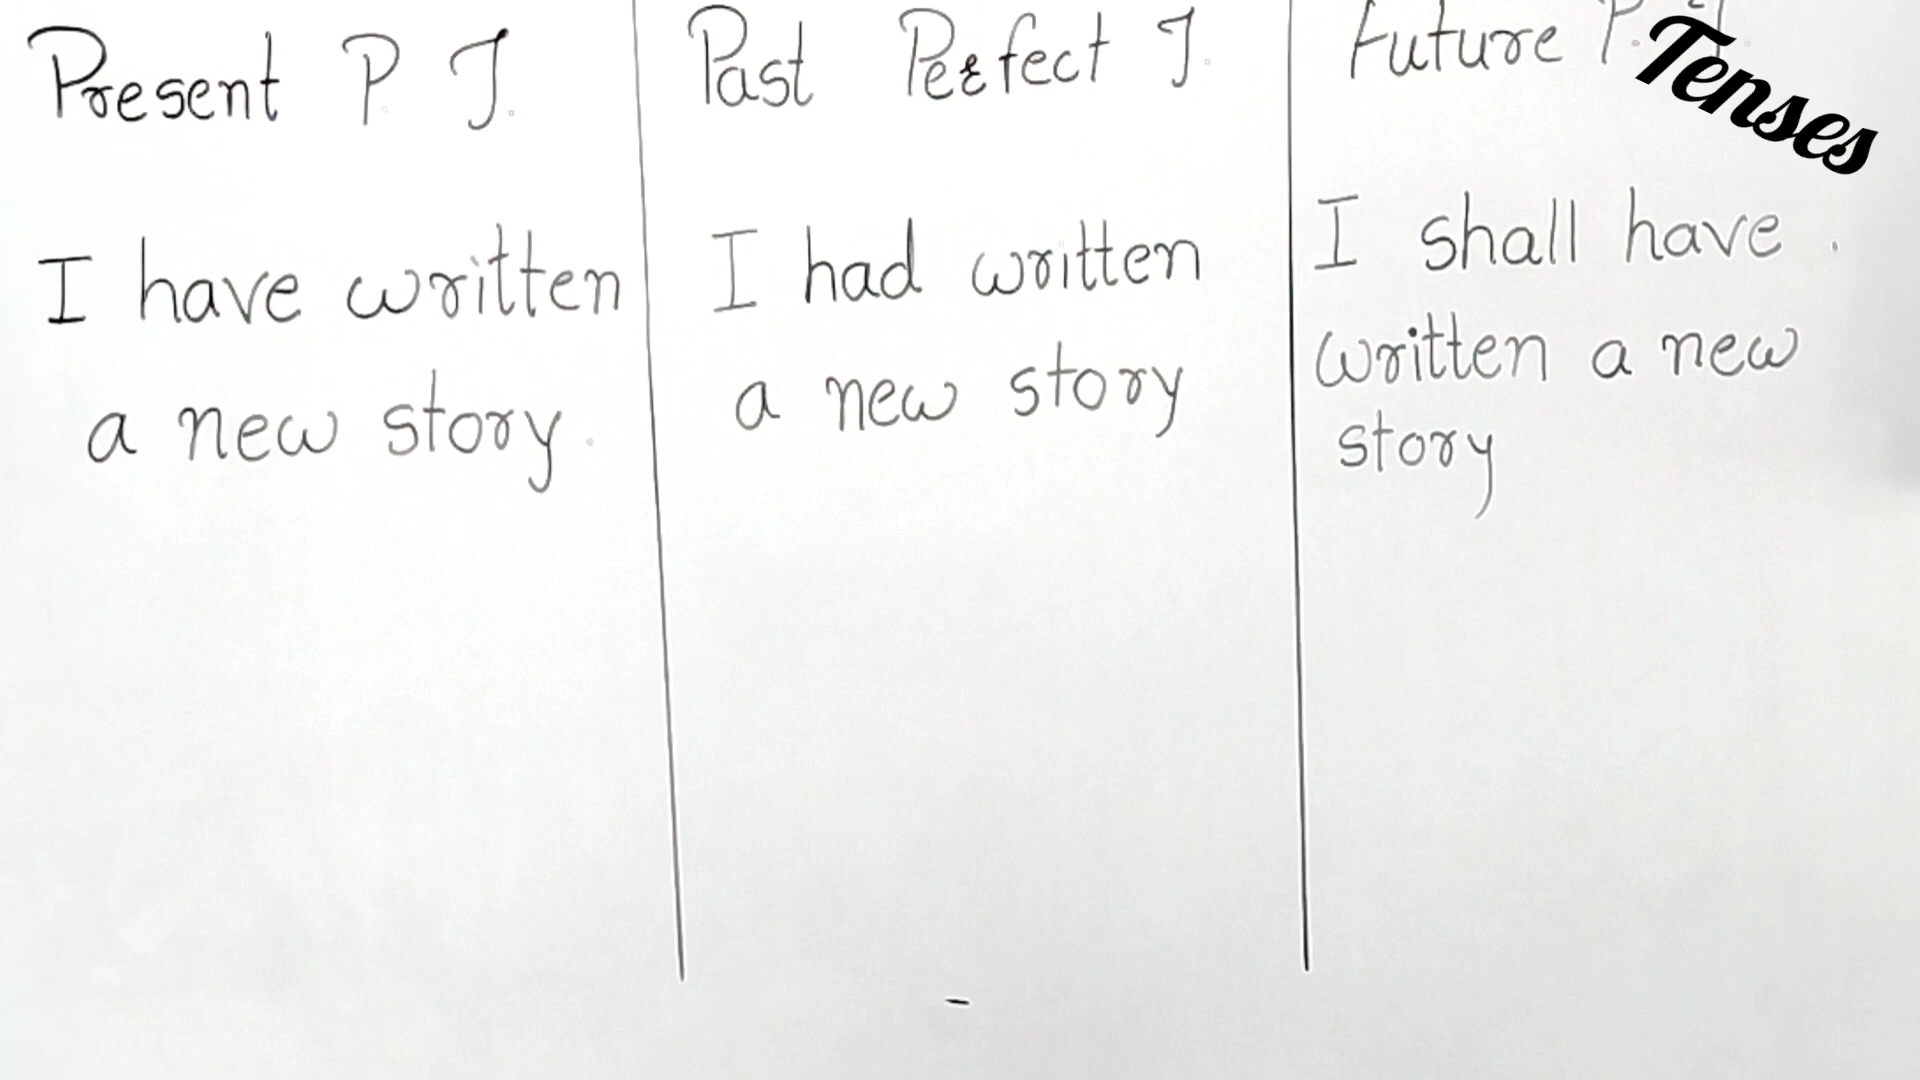 Present P. T.
I have written
a new story.
Past Perfect T.
I had written
a new story
Future P.
Tenses
I shall have
written a new
story